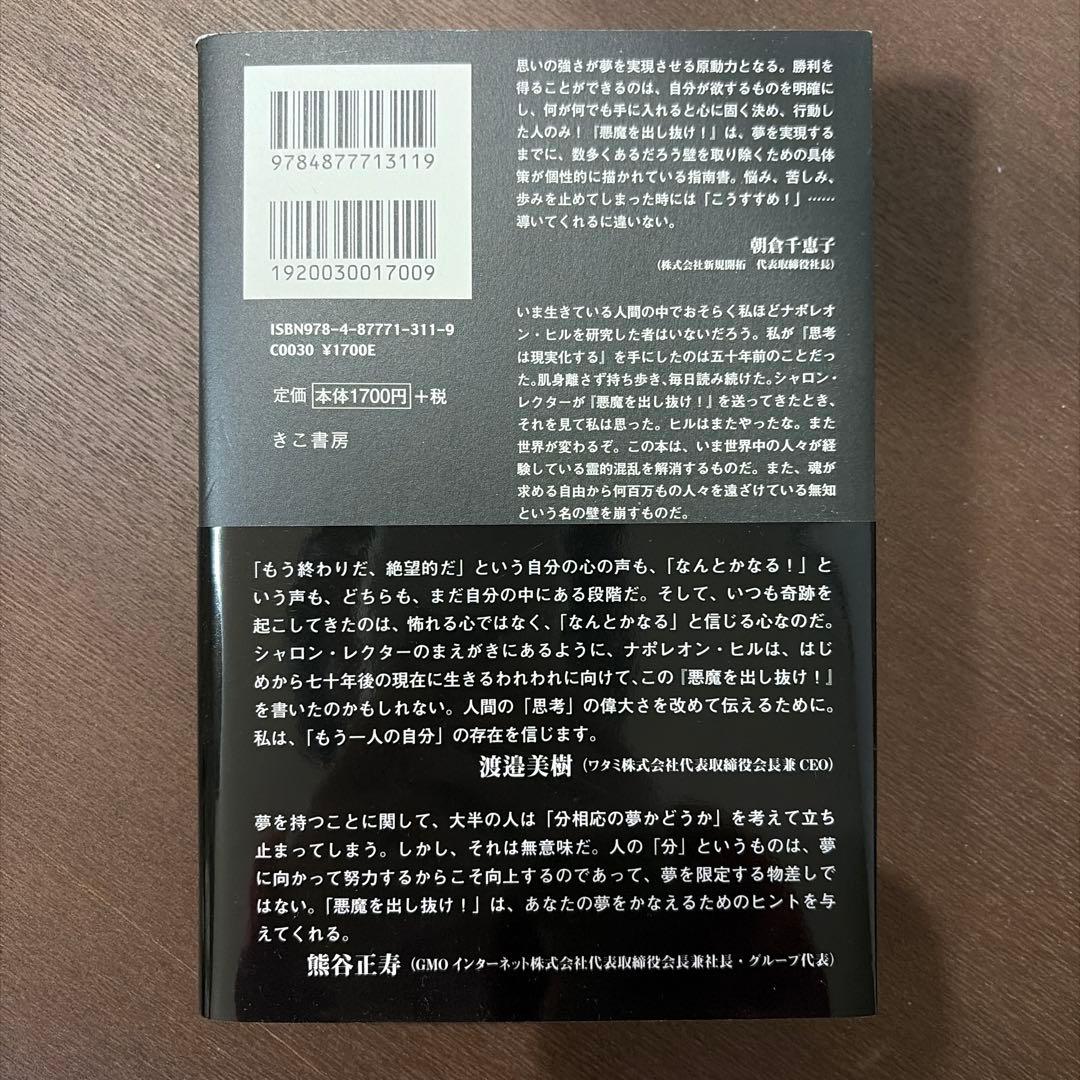 9784877713119
1920030017009
ISBN978-4-87771-311-9
C0030 ¥1700E
定価 本体1700円 +税
きこ書房
思いの強さが夢を実現させる原動力となる。勝利を
得ることができるのは、自分が欲するものを明確に
し、何が何でも手に入れると心に固く決め、行動し
た人のみ！『悪魔を出し抜け！』は、夢を実現する
までに、数多くあるだろう壁を取り除くための具体
策が個性的に描かれている指南書。悩み、苦しみ、
歩みを止めてしまった時には「こうすすめ！」……
導いてくれるに違いない。
朝倉千恵子
（株式会社新規開拓　代表取締役社長）
いま生きている人間の中でおそらく私ほどナポレオ
ン・ヒルを研究した者はいないだろう。私が『思考
は現実化する』を手にしたのは五十年前のことだっ
た。肌身離さず持ち歩き、毎日読み続けた。シャロン・
レクターが『悪魔を出し抜け！』を送ってきたとき、
それを見て私は思った。ヒルはまたやったな。また
世界が変わるぞ。この本は、いま世界中の人々が経
験している霊的混乱を解消するものだ。また、魂が
求める自由から何百万もの人々を遠ざけている無知
という名の壁を崩すものだ。
「もう終わりだ、絶望的だ」という自分の心の声も、「なんとかなる！」と
いう声も、どちらも、まだ自分の中にある段階だ。そして、いつも奇跡を
起こしてきたのは、怖れる心ではなく、「なんとかなる」と信じる心なのだ。
シャロン・レクターのまえがきにあるように、ナポレオン・ヒルは、はじ
めから七十年後の現在に生きるわれわれに向けて、この『悪魔を出し抜け！』
を書いたのかもしれない。人間の「思考」の偉大さを改めて伝えるために。
私は、「もう一人の自分」の存在を信じます。
渡邉美樹（ワタミ株式会社代表取締役会長兼CEO）
夢を持つことに関して、大半の人は「分相応の夢かどうか」を考えて立ち
止まってしまう。しかし、それは無意味だ。人の「分」というものは、夢
に向かって努力するからこそ向上するのであって、夢を限定する物差しで
はない。「悪魔を出し抜け！」は、あなたの夢をかなえるためのヒントを与
えてくれる。
熊谷正寿（GMOインターネット株式会社代表取締役会長兼社長・グループ代表）